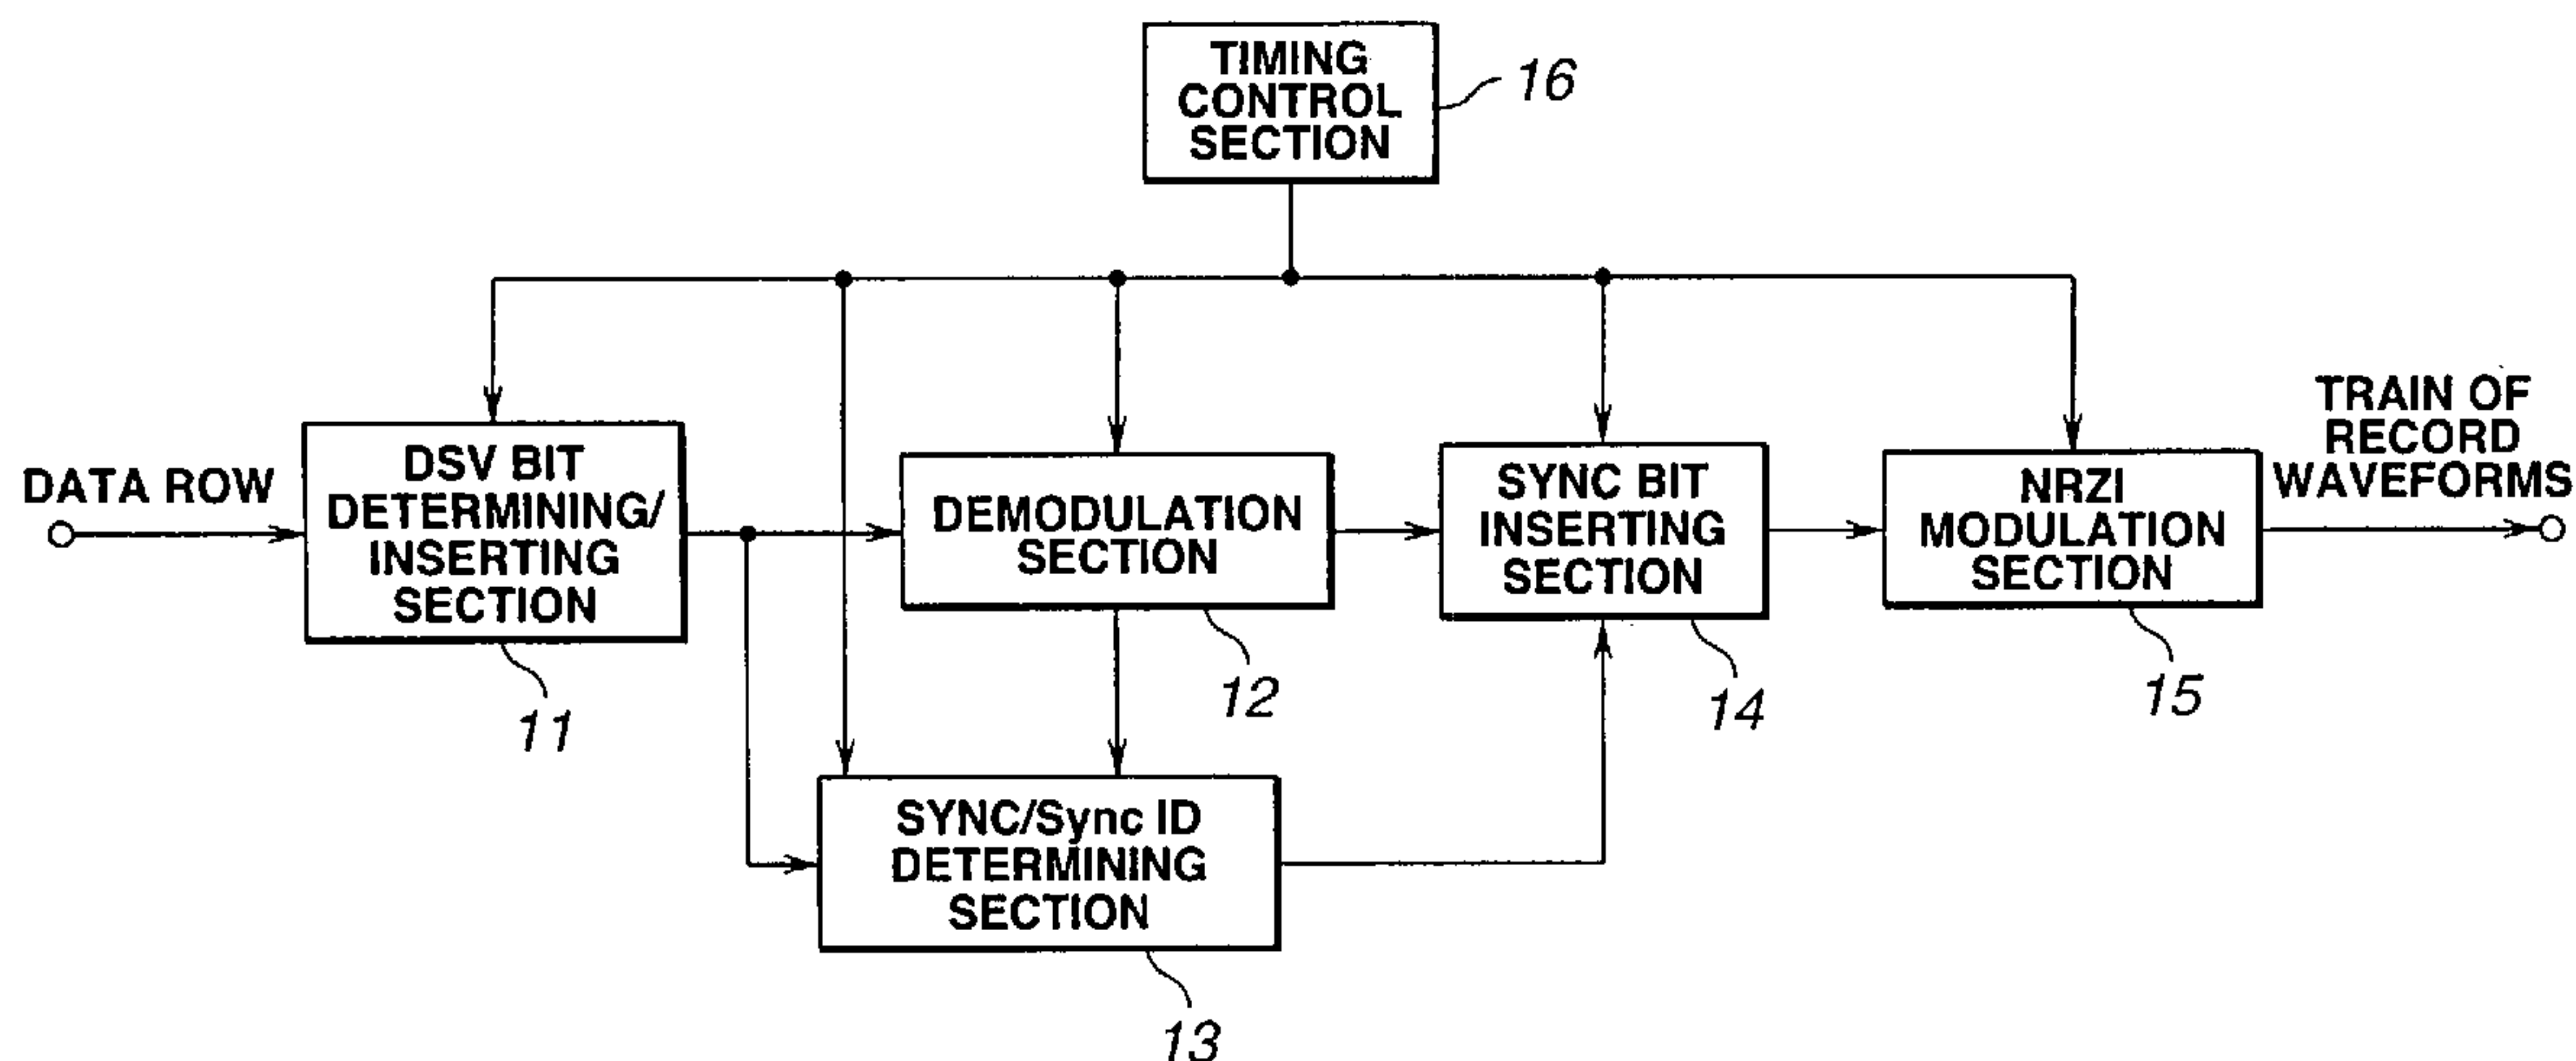 TIMING
CONTROL
SECTION
16
DATA ROW
DSV BIT
DETERMINING/
INSERTING
SECTION
11
DEMODULATION
SECTION
12
SYNC BIT
INSERTING
SECTION
14
NRZI
MODULATION
SECTION
15
TRAIN OF
RECORD
WAVEFORMS
SYNC/Sync ID
DETERMINING
SECTION
13